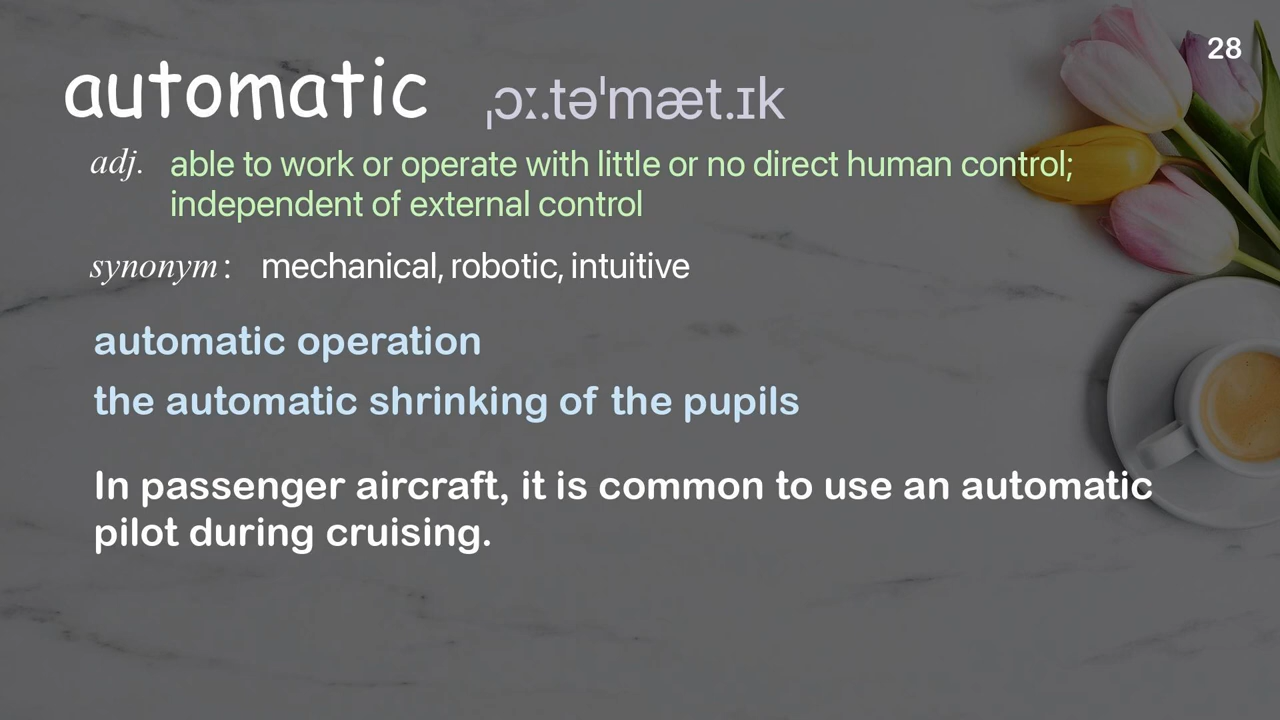 28
automatic ˌɔː.təˈmæt.ɪk
adj. able to work or operate with little or no direct human control;
independent of external control
synonym : mechanical, robotic, intuitive
automatic operation
the automatic shrinking of the pupils
In passenger aircraft, it is common to use an automatic
pilot during cruising.